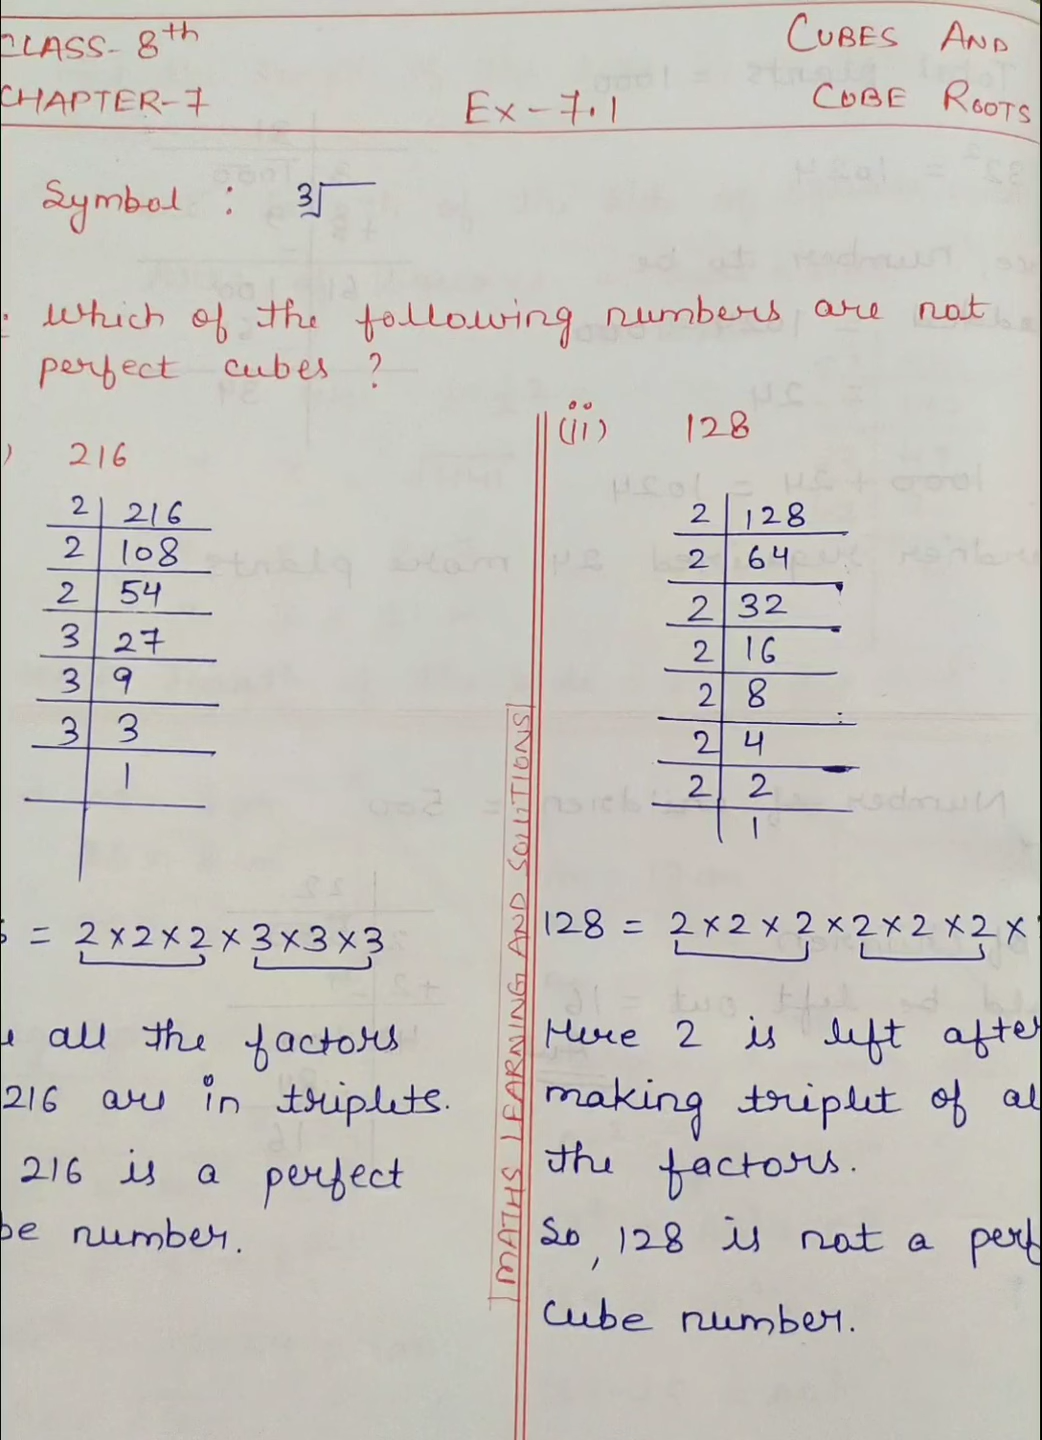 CLASS- 8th
CHAPTER-7
Ex-7.1
CUBES AND
CUBE ROOTS
Symbol : ∛
Which of the following numbers are not
perfect cubes ?
) 216
2 | 216
2 | 108
2 | 54
3 | 27
3 | 9
3 | 3
1
= 2×2×2×3×3×3
all the factors
216 are in triplets.
216 is a perfect
be number.
MATHS LEARNING AND SOLUTIONS
(ii) 128
2 | 128
2 | 64
2 | 32
2 | 16
2 | 8
2 | 4
2 | 2
1
128 = 2×2×2×2×2×2×
Here 2 is left after
making triplet of al
the factors.
So, 128 is not a perf
cube number.